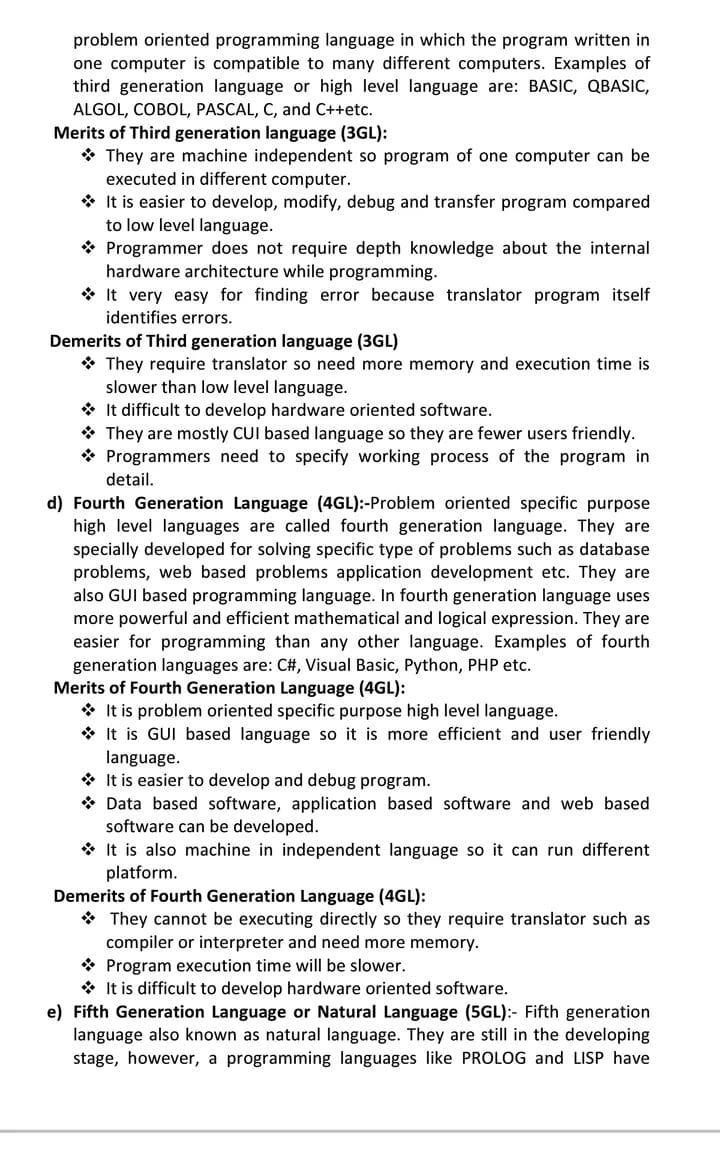 problem oriented programming language in which the program written in
one computer is compatible to many different computers. Examples of
third generation language or high level language are: BASIC, QBASIC,
ALGOL, COBOL, PASCAL, C, and C++etc.
Merits of Third generation language (3GL):
❖ They are machine independent so program of one computer can be
executed in different computer.
❖ It is easier to develop, modify, debug and transfer program compared
to low level language.
❖ Programmer does not require depth knowledge about the internal
hardware architecture while programming.
❖ It very easy for finding error because translator program itself
identifies errors.
Demerits of Third generation language (3GL)
❖ They require translator so need more memory and execution time is
slower than low level language.
❖ It difficult to develop hardware oriented software.
❖ They are mostly CUI based language so they are fewer users friendly.
❖ Programmers need to specify working process of the program in
detail.
d) Fourth Generation Language (4GL):-Problem oriented specific purpose
high level languages are called fourth generation language. They are
specially developed for solving specific type of problems such as database
problems, web based problems application development etc. They are
also GUI based programming language. In fourth generation language uses
more powerful and efficient mathematical and logical expression. They are
easier for programming than any other language. Examples of fourth
generation languages are: C#, Visual Basic, Python, PHP etc.
Merits of Fourth Generation Language (4GL):
❖ It is problem oriented specific purpose high level language.
❖ It is GUI based language so it is more efficient and user friendly
language.
❖ It is easier to develop and debug program.
❖ Data based software, application based software and web based
software can be developed.
❖ It is also machine in independent language so it can run different
platform.
Demerits of Fourth Generation Language (4GL):
❖ They cannot be executing directly so they require translator such as
compiler or interpreter and need more memory.
❖ Program execution time will be slower.
❖ It is difficult to develop hardware oriented software.
e) Fifth Generation Language or Natural Language (5GL):- Fifth generation
language also known as natural language. They are still in the developing
stage, however, a programming languages like PROLOG and LISP have